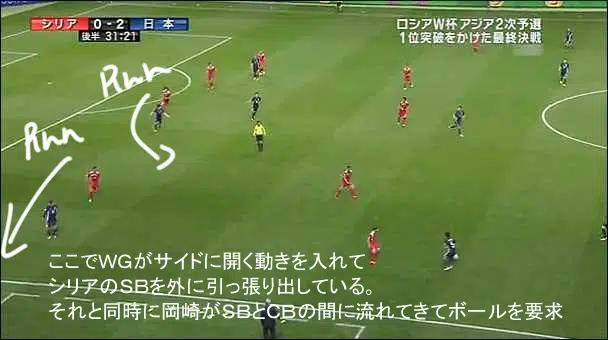 シリア 0-2 日本
後半 31:21
ロシアW杯アジア2次予選
1位突破をかけた最終決戦
Run
Run
ここでWGがサイドに開く動きを入れて
シリアのSBを外に引っ張り出している。
それと同時に岡崎がSBとCBの間に流れてきてボールを要求